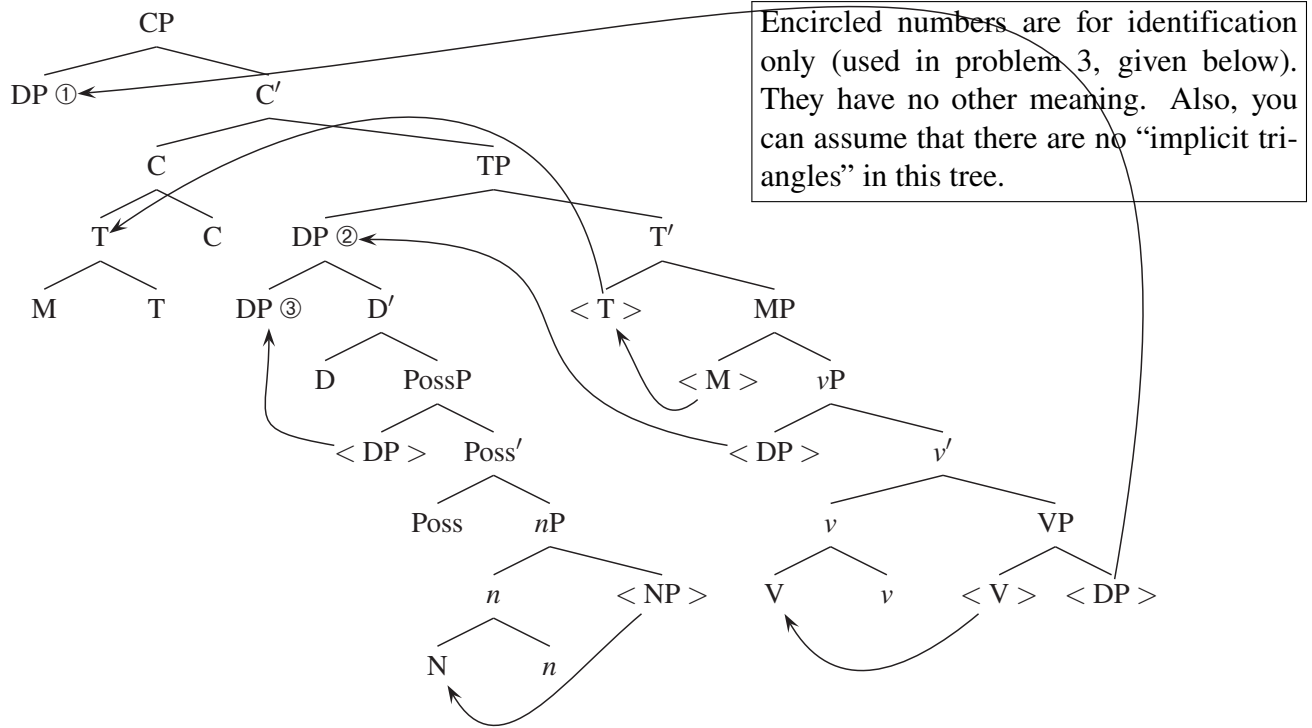 CP
Encircled numbers are for identification
only (used in problem 3, given below).
They have no other meaning. Also, you
can assume that there are no “implicit tri-
angles” in this tree.
DP ① C′
C TP
T C DP ② T′
M T DP ③ D′ < T > MP
D PossP < M > vP
< DP > Poss′ < DP > v′
Poss nP v VP
n < NP > V v < V > < DP >
N n